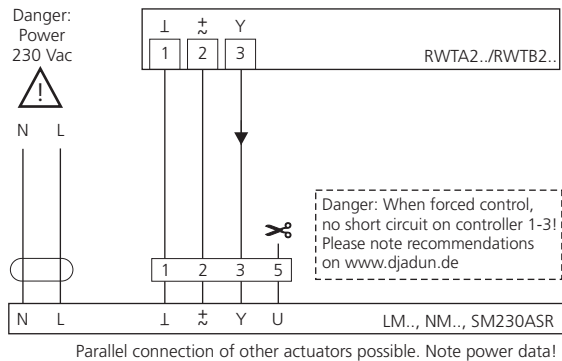 Danger:
Power
230 Vac
!
N L
⊥ ± ~ Y
1 2 3
RWTA2../RWTB2..
Danger: When forced control,
no short circuit on controller 1-3!
Please note recommendations
on www.djadun.de
1 2 3 5
N L ⊥ ± ~ Y U
LM.., NM.., SM230ASR
Parallel connection of other actuators possible. Note power data!